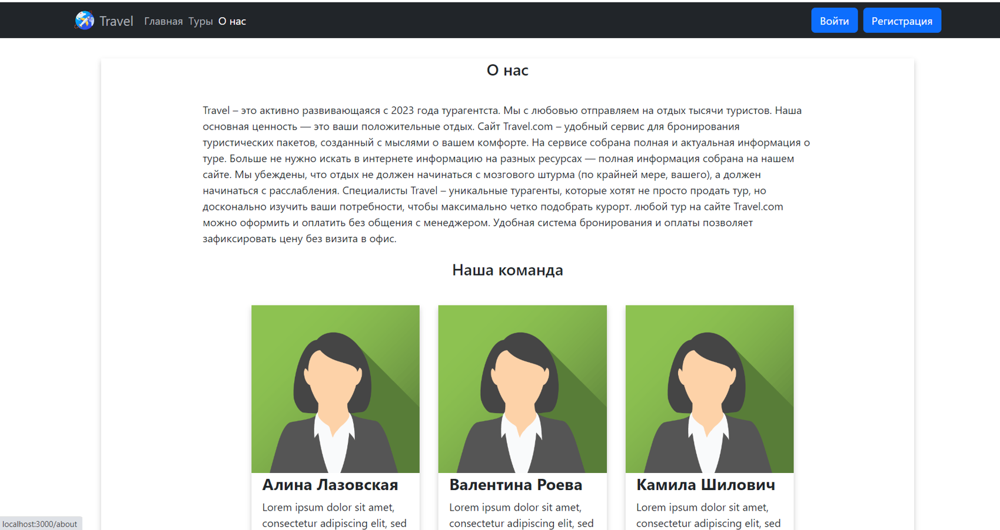 Travel Главная Туры О нас Войти Регистрация
О нас
Travel – это активно развивающаяся с 2023 года турагентста. Мы с любовью отправляем на отдых тысячи туристов. Наша
основная ценность — это ваши положительные отдых. Сайт Travel.com – удобный сервис для бронирования
туристических пакетов, созданный с мыслями о вашем комфорте. На сервисе собрана полная и актуальная информация о
туре. Больше не нужно искать в интернете информацию на разных ресурсах — полная информация собрана на нашем
сайте. Мы убеждены, что отдых не должен начинаться с мозгового штурма (по крайней мере, вашего), а должен
начинаться с расслабления. Специалисты Travel – уникальные турагенты, которые хотят не просто продать тур, но
досконально изучить ваши потребности, чтобы максимально четко подобрать курорт. любой тур на сайте Travel.com
можно оформить и оплатить без общения с менеджером. Удобная система бронирования и оплаты позволяет
зафиксировать цену без визита в офис.
Наша команда
Алина Лазовская
Lorem ipsum dolor sit amet,
consectetur adipiscing elit, sed
Валентина Роева
Lorem ipsum dolor sit amet,
consectetur adipiscing elit, sed
Камила Шилович
Lorem ipsum dolor sit amet,
consectetur adipiscing elit, sed
localhost:3000/about